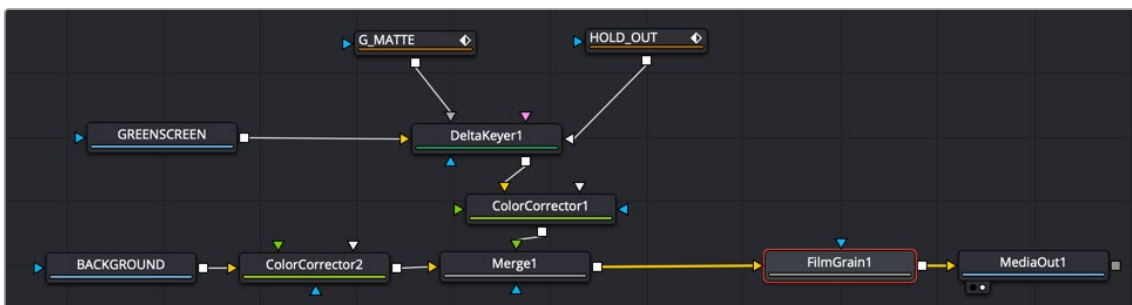 G_MATTE
HOLD_OUT
GREENSCREEN
DeltaKeyer1
ColorCorrector1
BACKGROUND
ColorCorrector2
Merge1
FilmGrain1
MediaOut1